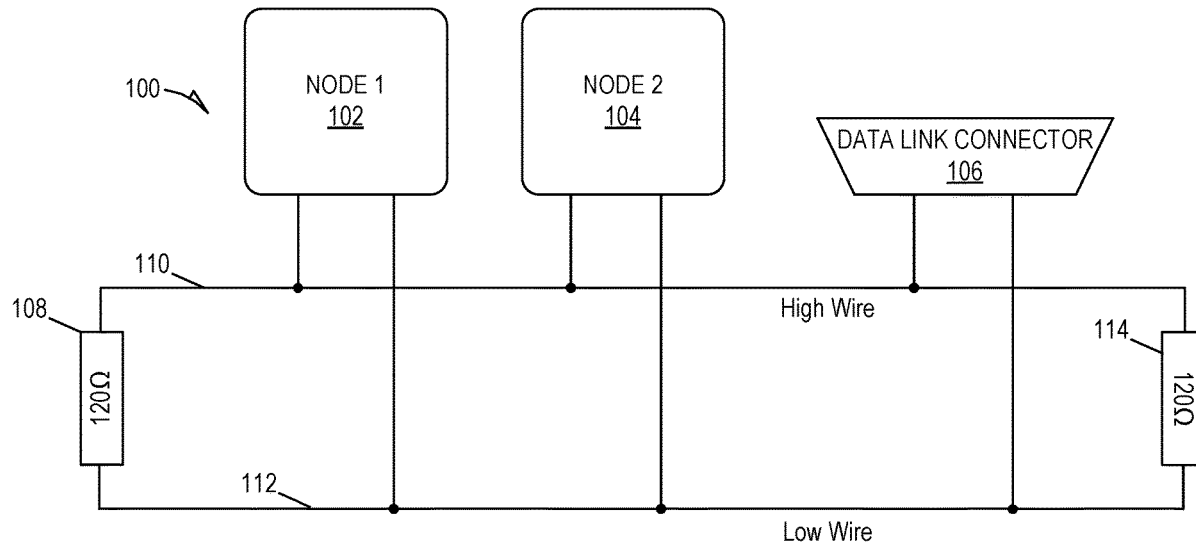 NODE 1
102
NODE 2
104
100
DATA LINK CONNECTOR
106
110
High Wire
108
114
120Ω
120Ω
112
Low Wire